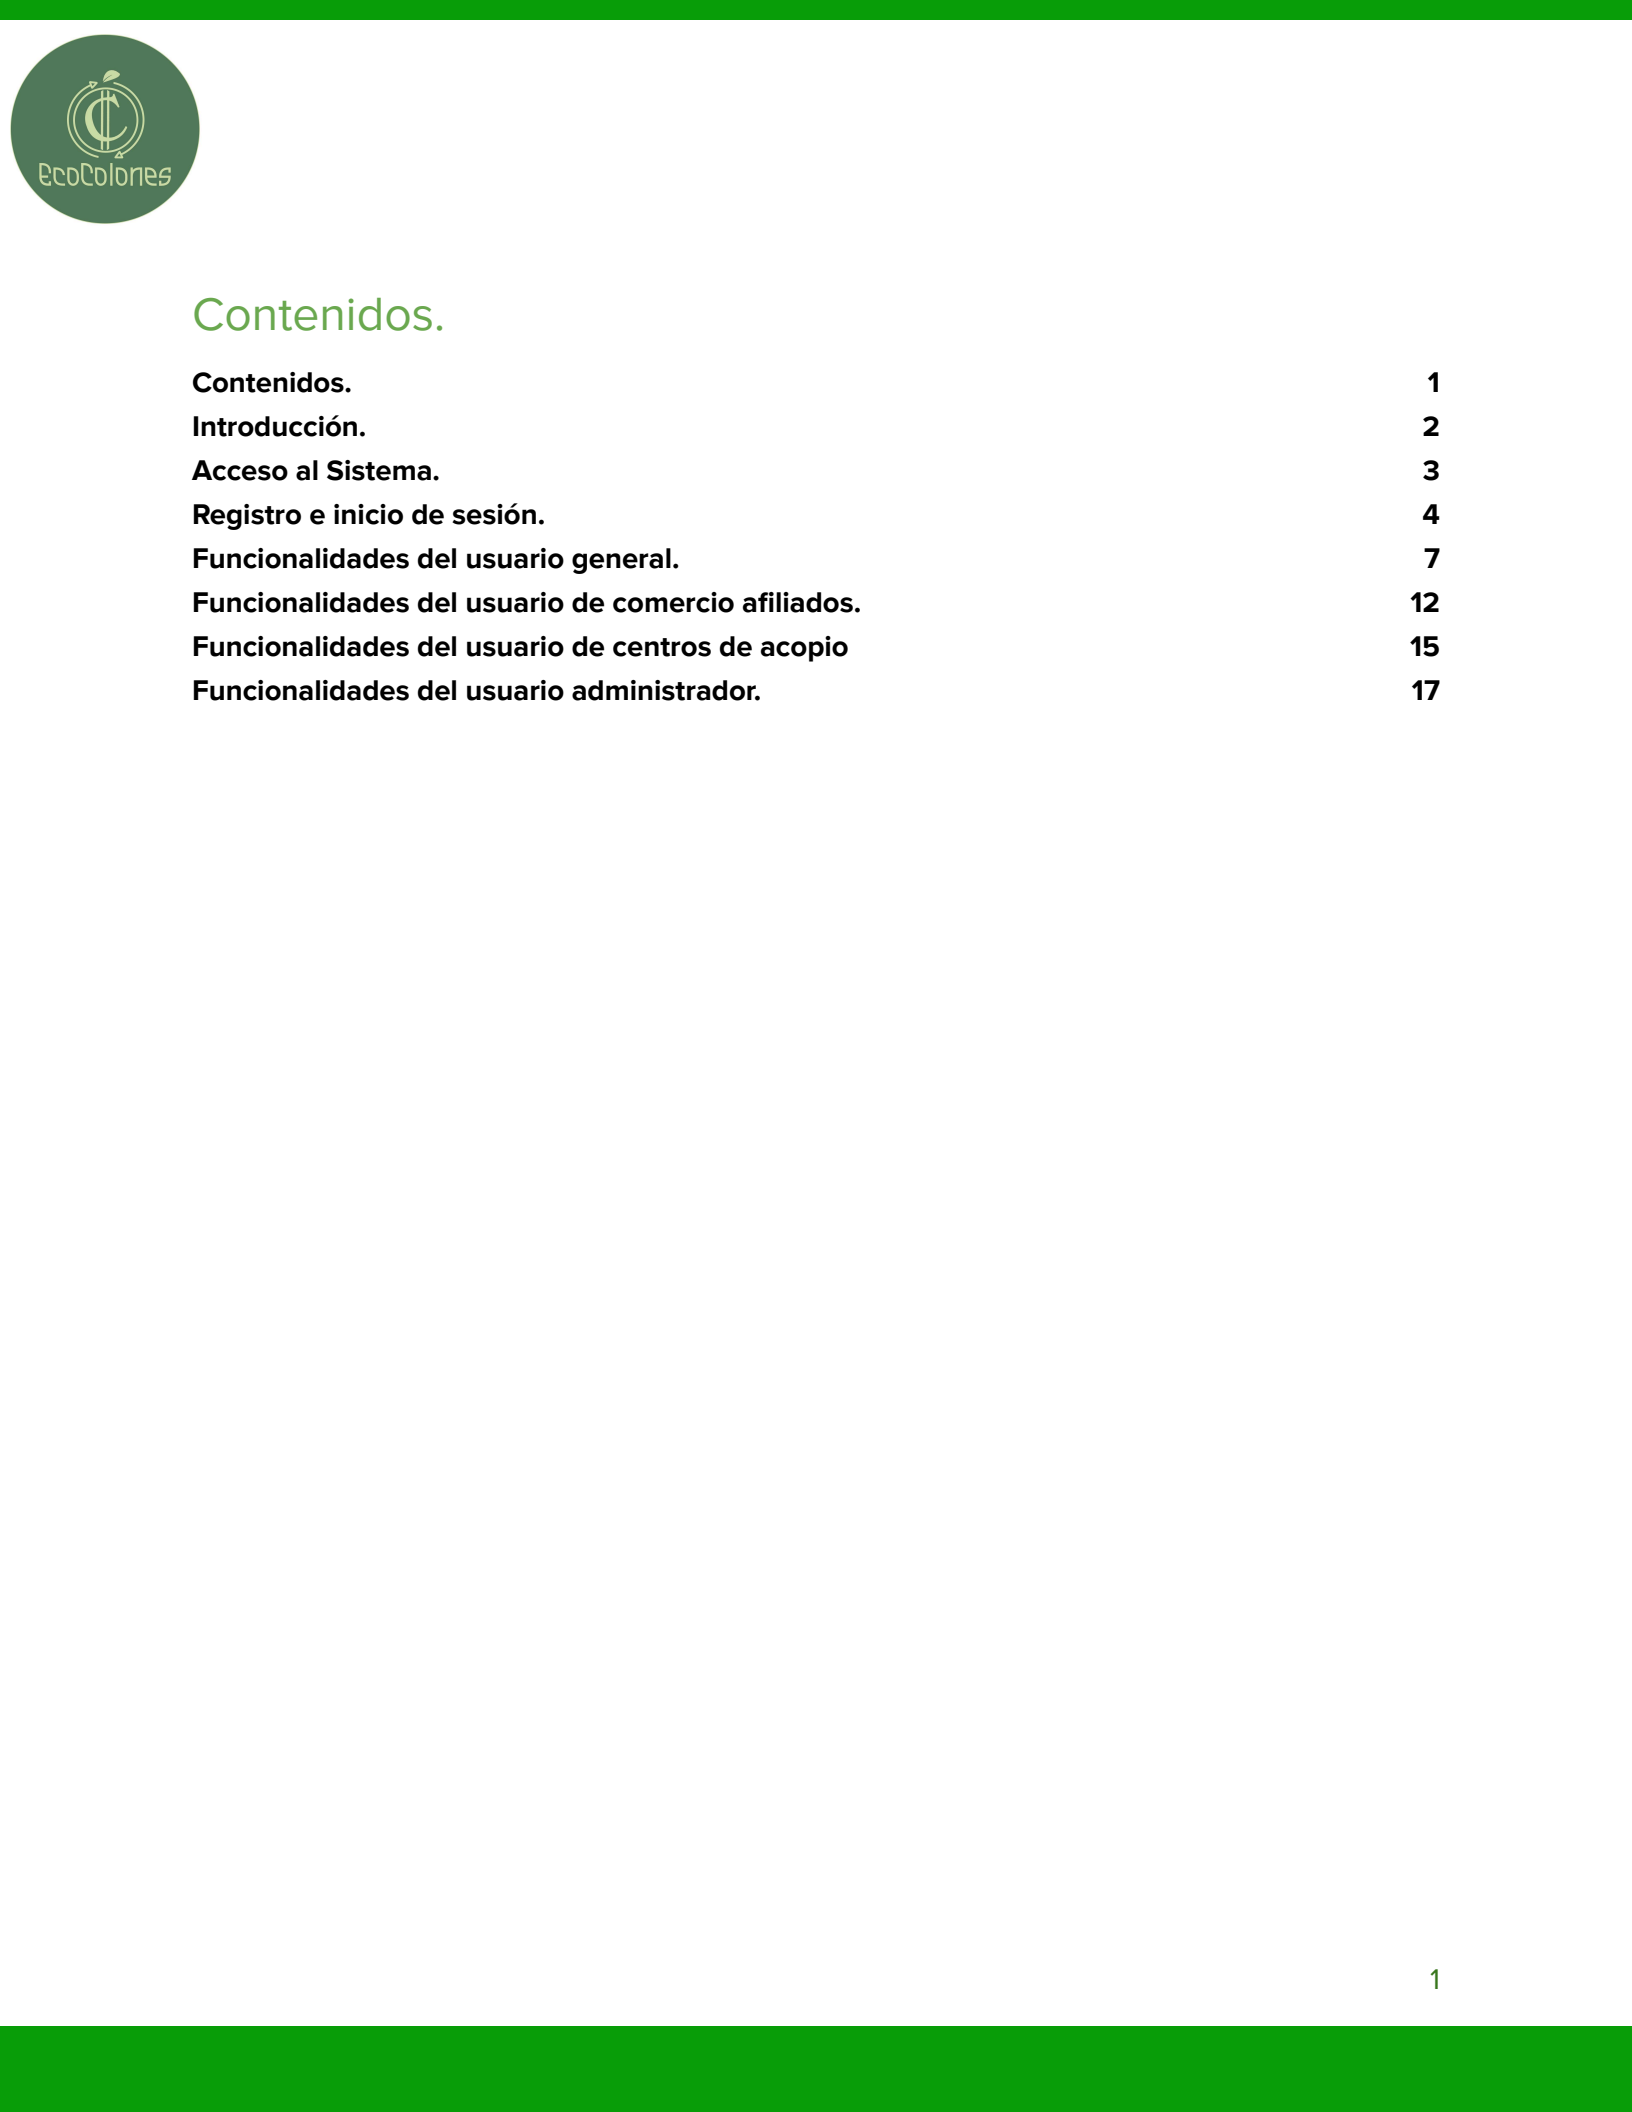 EcoColones
Contenidos.
Contenidos. 1
Introducción. 2
Acceso al Sistema. 3
Registro e inicio de sesión. 4
Funcionalidades del usuario general. 7
Funcionalidades del usuario de comercio afiliados. 12
Funcionalidades del usuario de centros de acopio 15
Funcionalidades del usuario administrador. 17
1